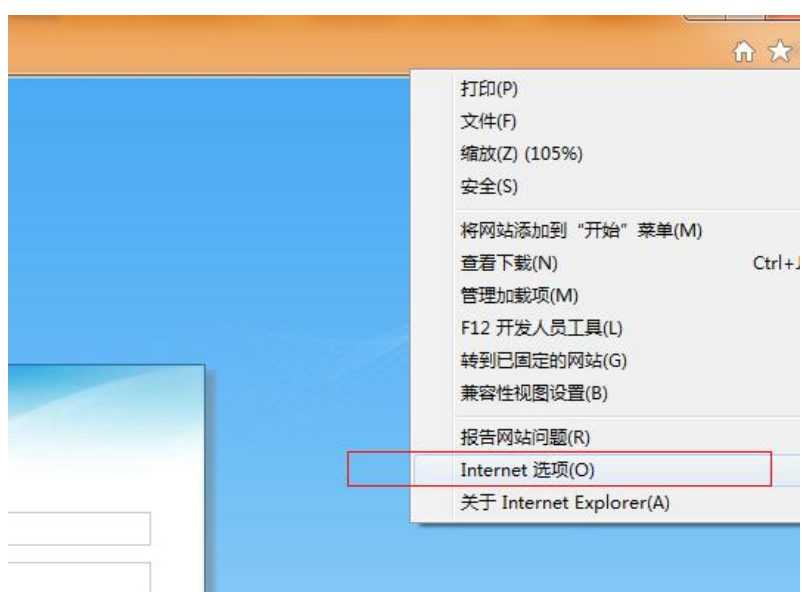 打印(P)
文件(F)
缩放(Z) (105%)
安全(S)
将网站添加到“开始”菜单(M)
查看下载(N) Ctrl+J
管理加载项(M)
F12 开发人员工具(L)
转到已固定的网站(G)
兼容性视图设置(B)
报告网站问题(R)
Internet 选项(O)
关于 Internet Explorer(A)